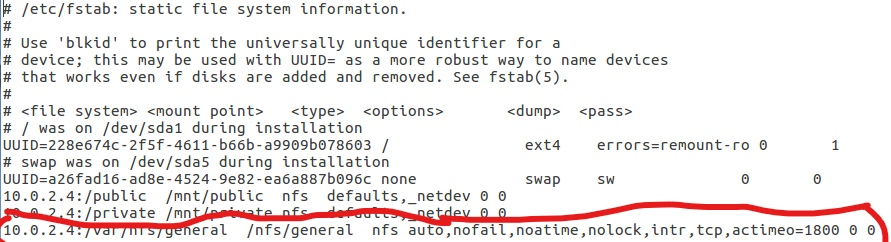 # /etc/fstab: static file system information.
#
# Use 'blkid' to print the universally unique identifier for a
# device; this may be used with UUID= as a more robust way to name devices
# that works even if disks are added and removed. See fstab(5).
#
# <file system> <mount point>   <type>  <options>       <dump>  <pass>
# / was on /dev/sda1 during installation
UUID=228e674c-2f5f-4611-b66b-a9909b078603 /               ext4    errors=remount-ro 0       1
# swap was on /dev/sda5 during installation
UUID=a26fad16-ad8e-4524-9e82-ea6a887b096c none            swap    sw              0       0
10.0.2.4:/public  /mnt/public  nfs  defaults,_netdev 0 0
10.0.2.4:/private /mnt/private nfs  defaults,_netdev 0 0
10.0.2.4:/var/nfs/general  /nfs/general  nfs auto,nofail,noatime,nolock,intr,tcp,actimeo=1800 0 0